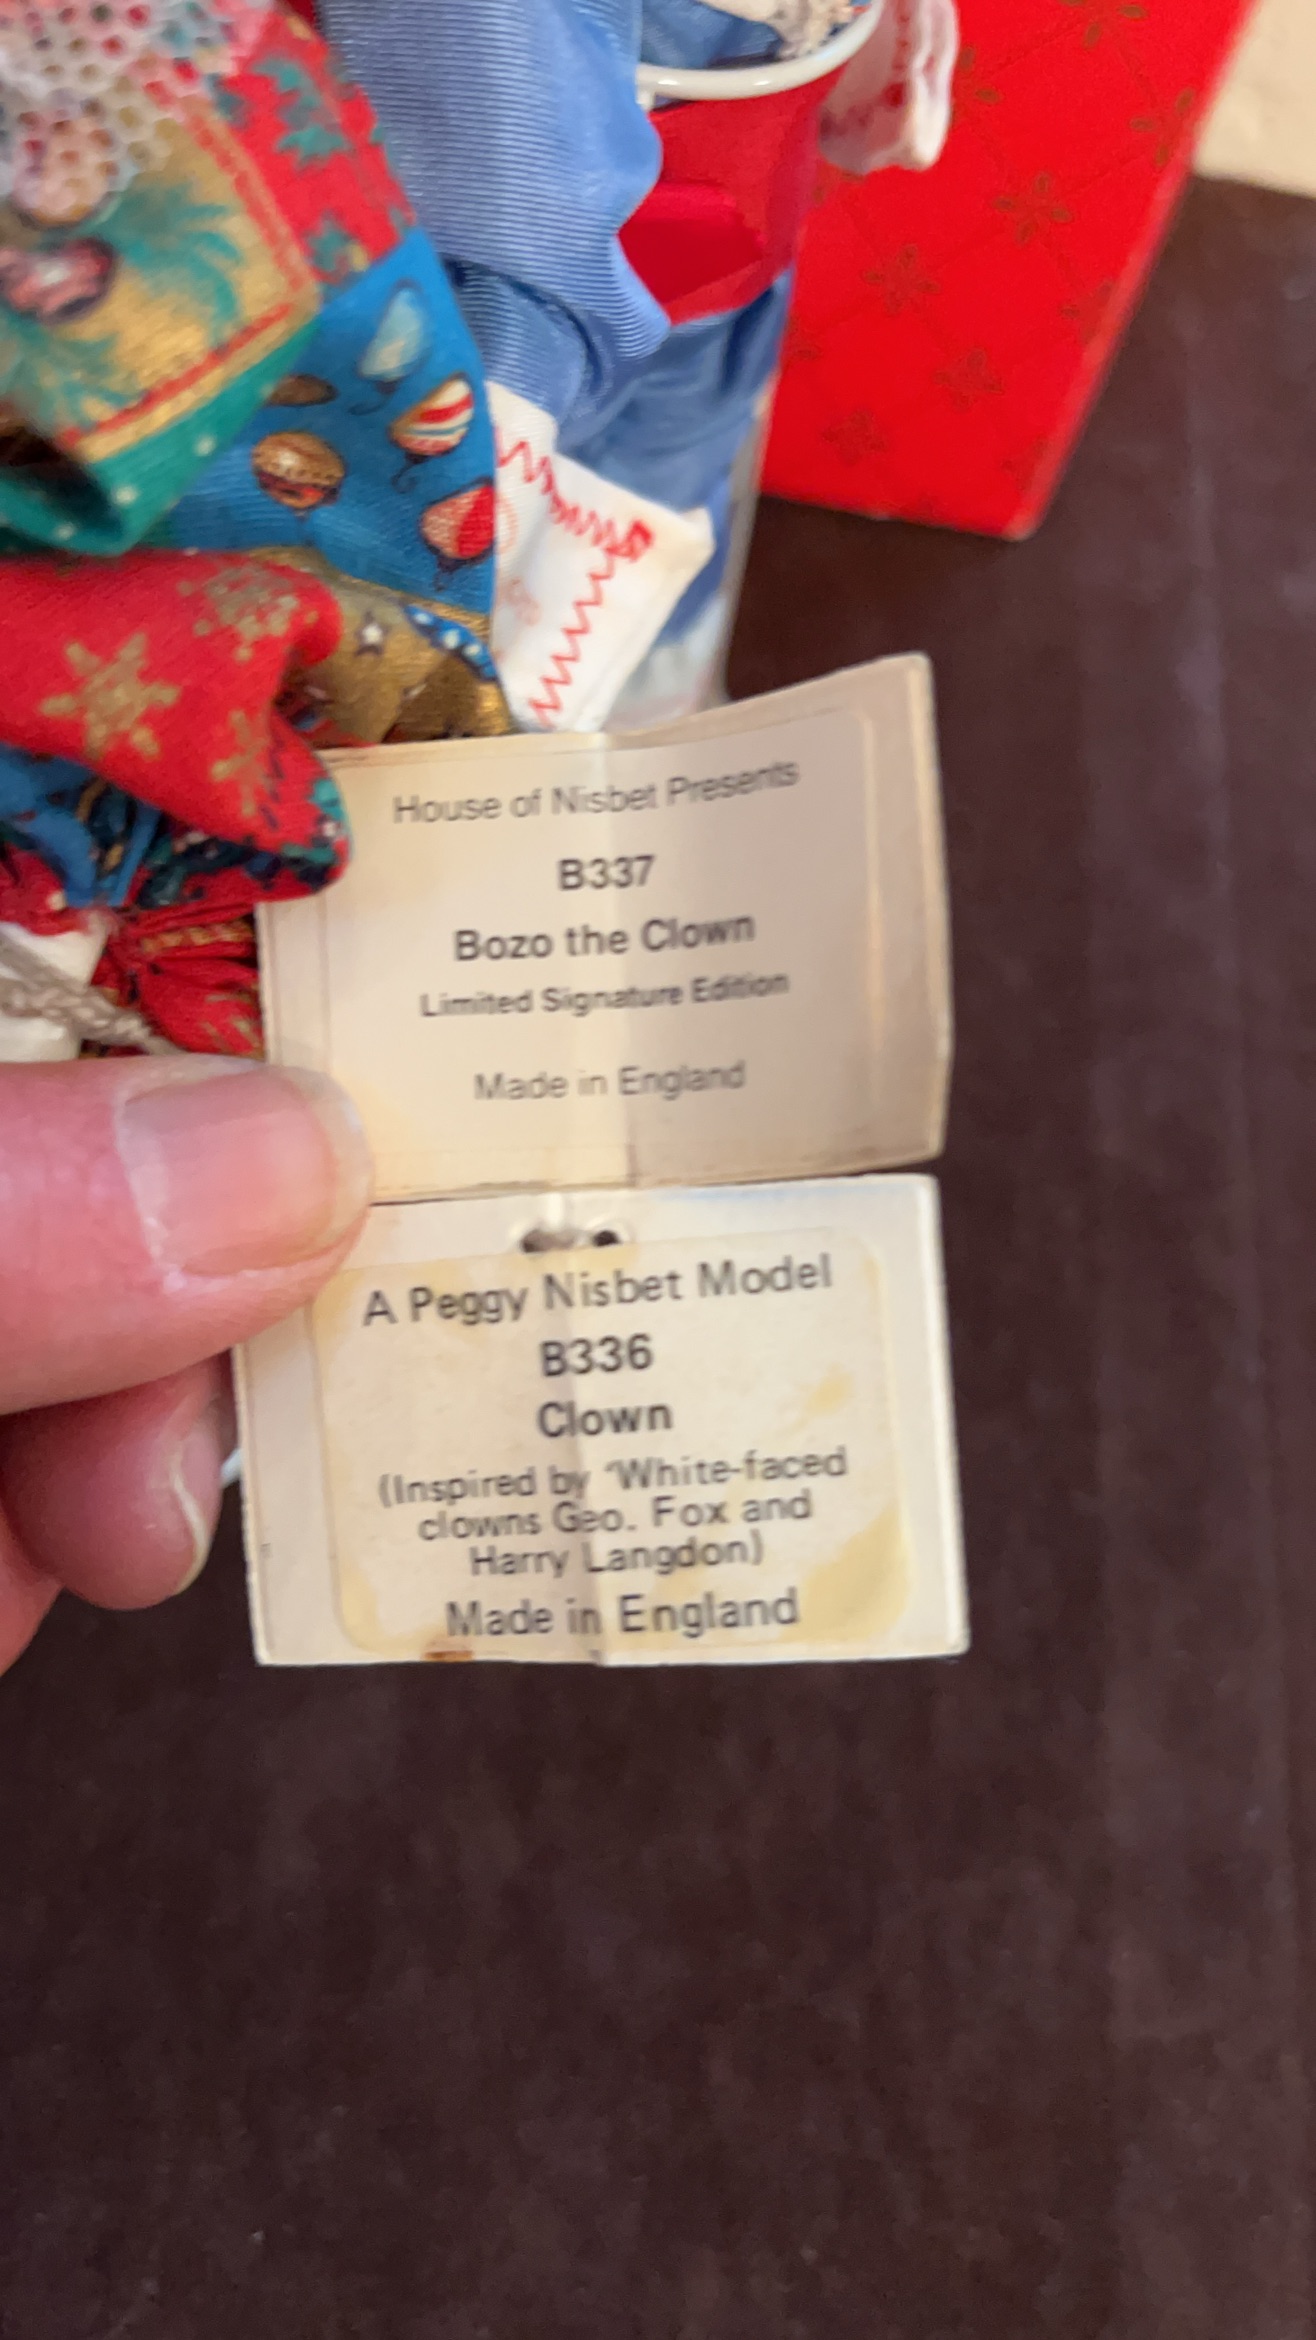 House of Nisbet Presents
B337
Bozo the Clown
Limited Signature Edition
Made in England
A Peggy Nisbet Model
B336
Clown
(Inspired by "White-faced
clowns Geo. Fox and
Harry Langdon)
Made in England